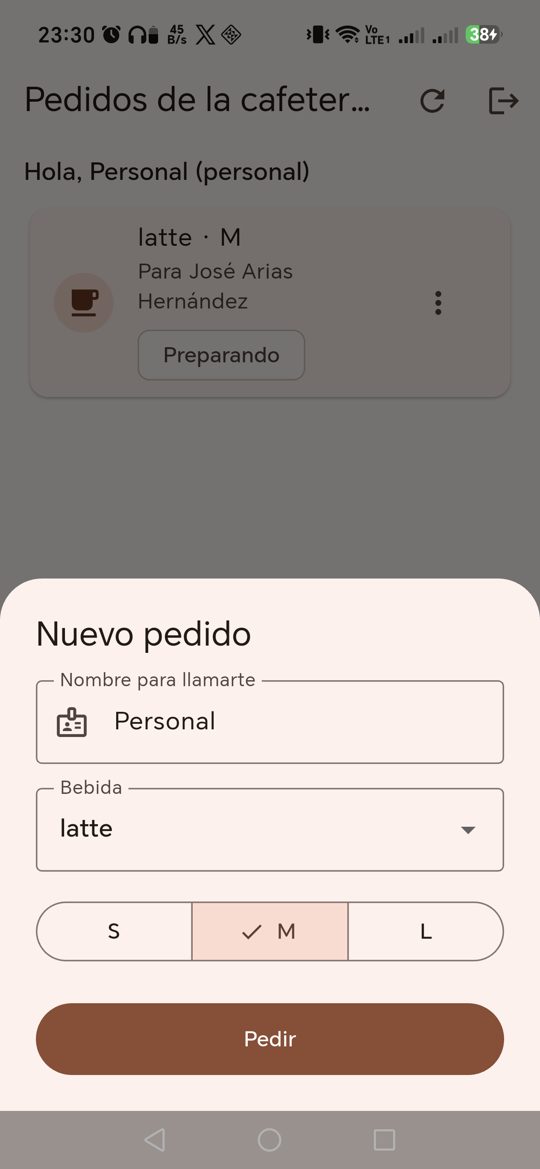 23:30 45 B/s Vo LTE1 38
Pedidos de la cafeter...
Hola, Personal (personal)
latte · M
Para José Arias
Hernández
Preparando
Nuevo pedido
Nombre para llamarte
Personal
Bebida
latte
S M L
Pedir